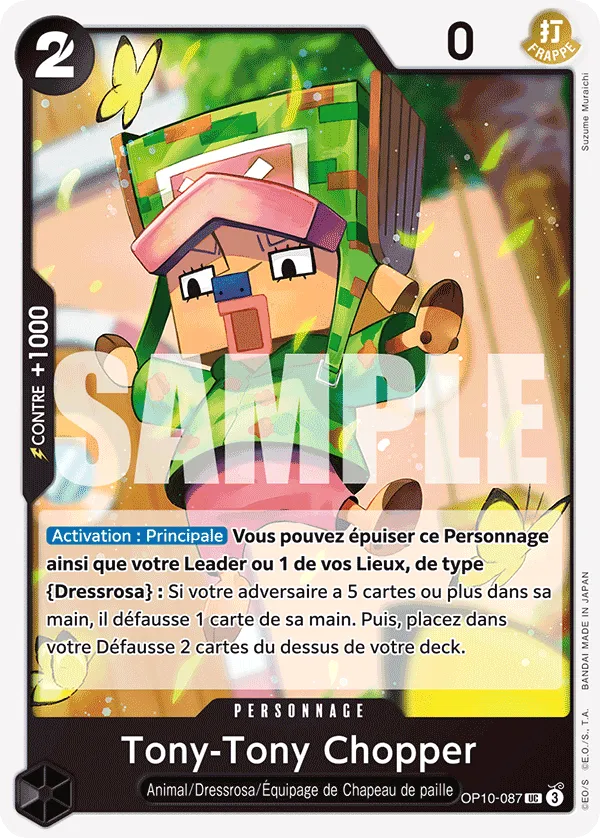 2
0
打
FRAPPE
Suzume Muraichi
CONTRE +1000
SAMPLE
Activation : Principale Vous pouvez épuiser ce Personnage
ainsi que votre Leader ou 1 de vos Lieux, de type
{Dressrosa} : Si votre adversaire a 5 cartes ou plus dans sa
main, il défausse 1 carte de sa main. Puis, placez dans
votre Défausse 2 cartes du dessus de votre deck.
PERSONNAGE
Tony-Tony Chopper
Animal/Dressrosa/Équipage de Chapeau de paille
OP10-087 UC 3
©EO/S ©E.O./S., T.A. BANDAI MADE IN JAPAN